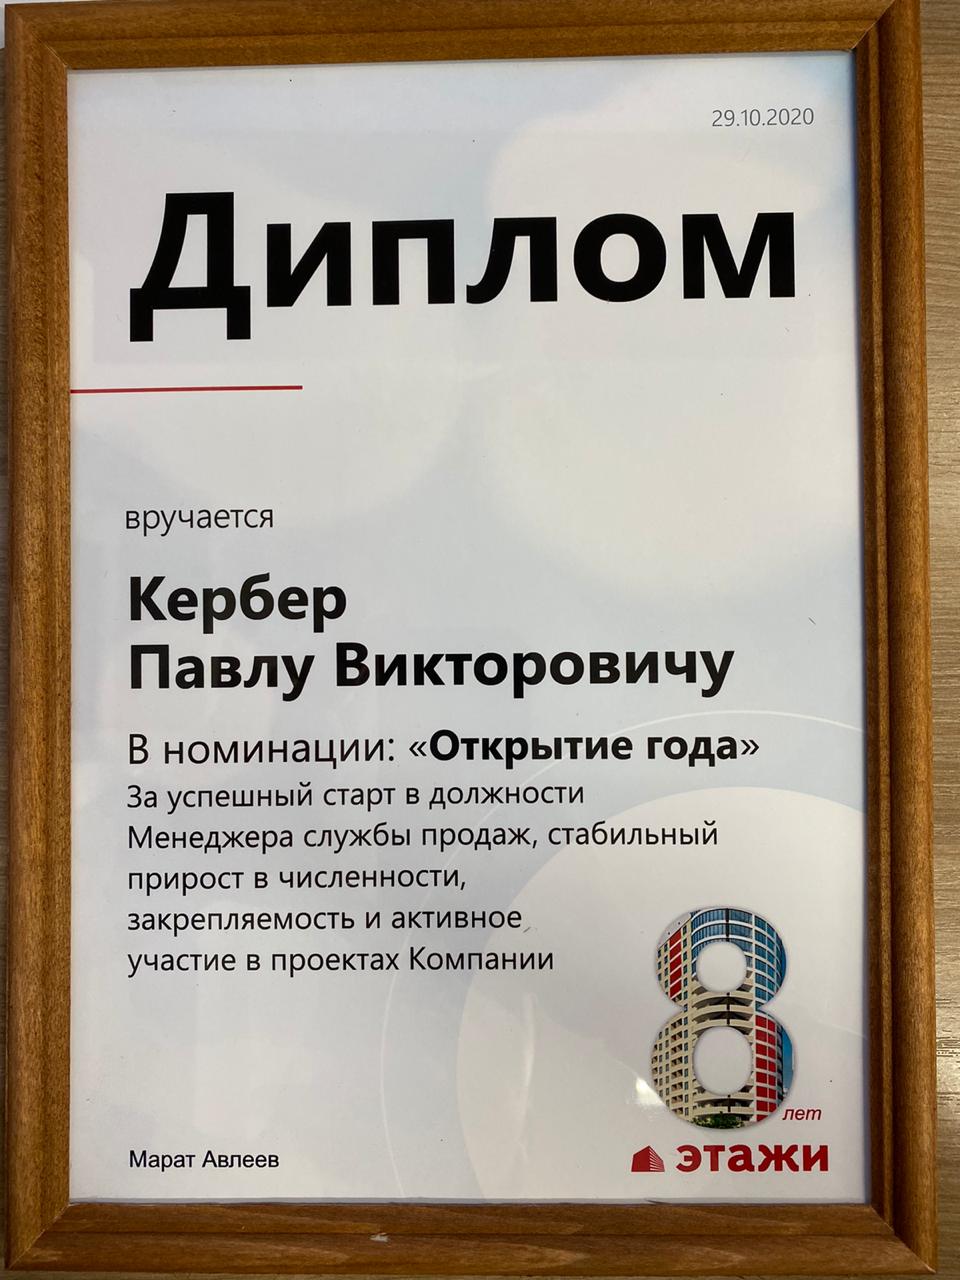 29.10.2020
Диплом
вручается
Кербер
Павлу Викторовичу
В номинации: «Открытие года»
За успешный старт в должности
Менеджера службы продаж, стабильный
прирост в численности,
закрепляемость и активное
участие в проектах Компании
8
лет
Марат Авлеев
этажи